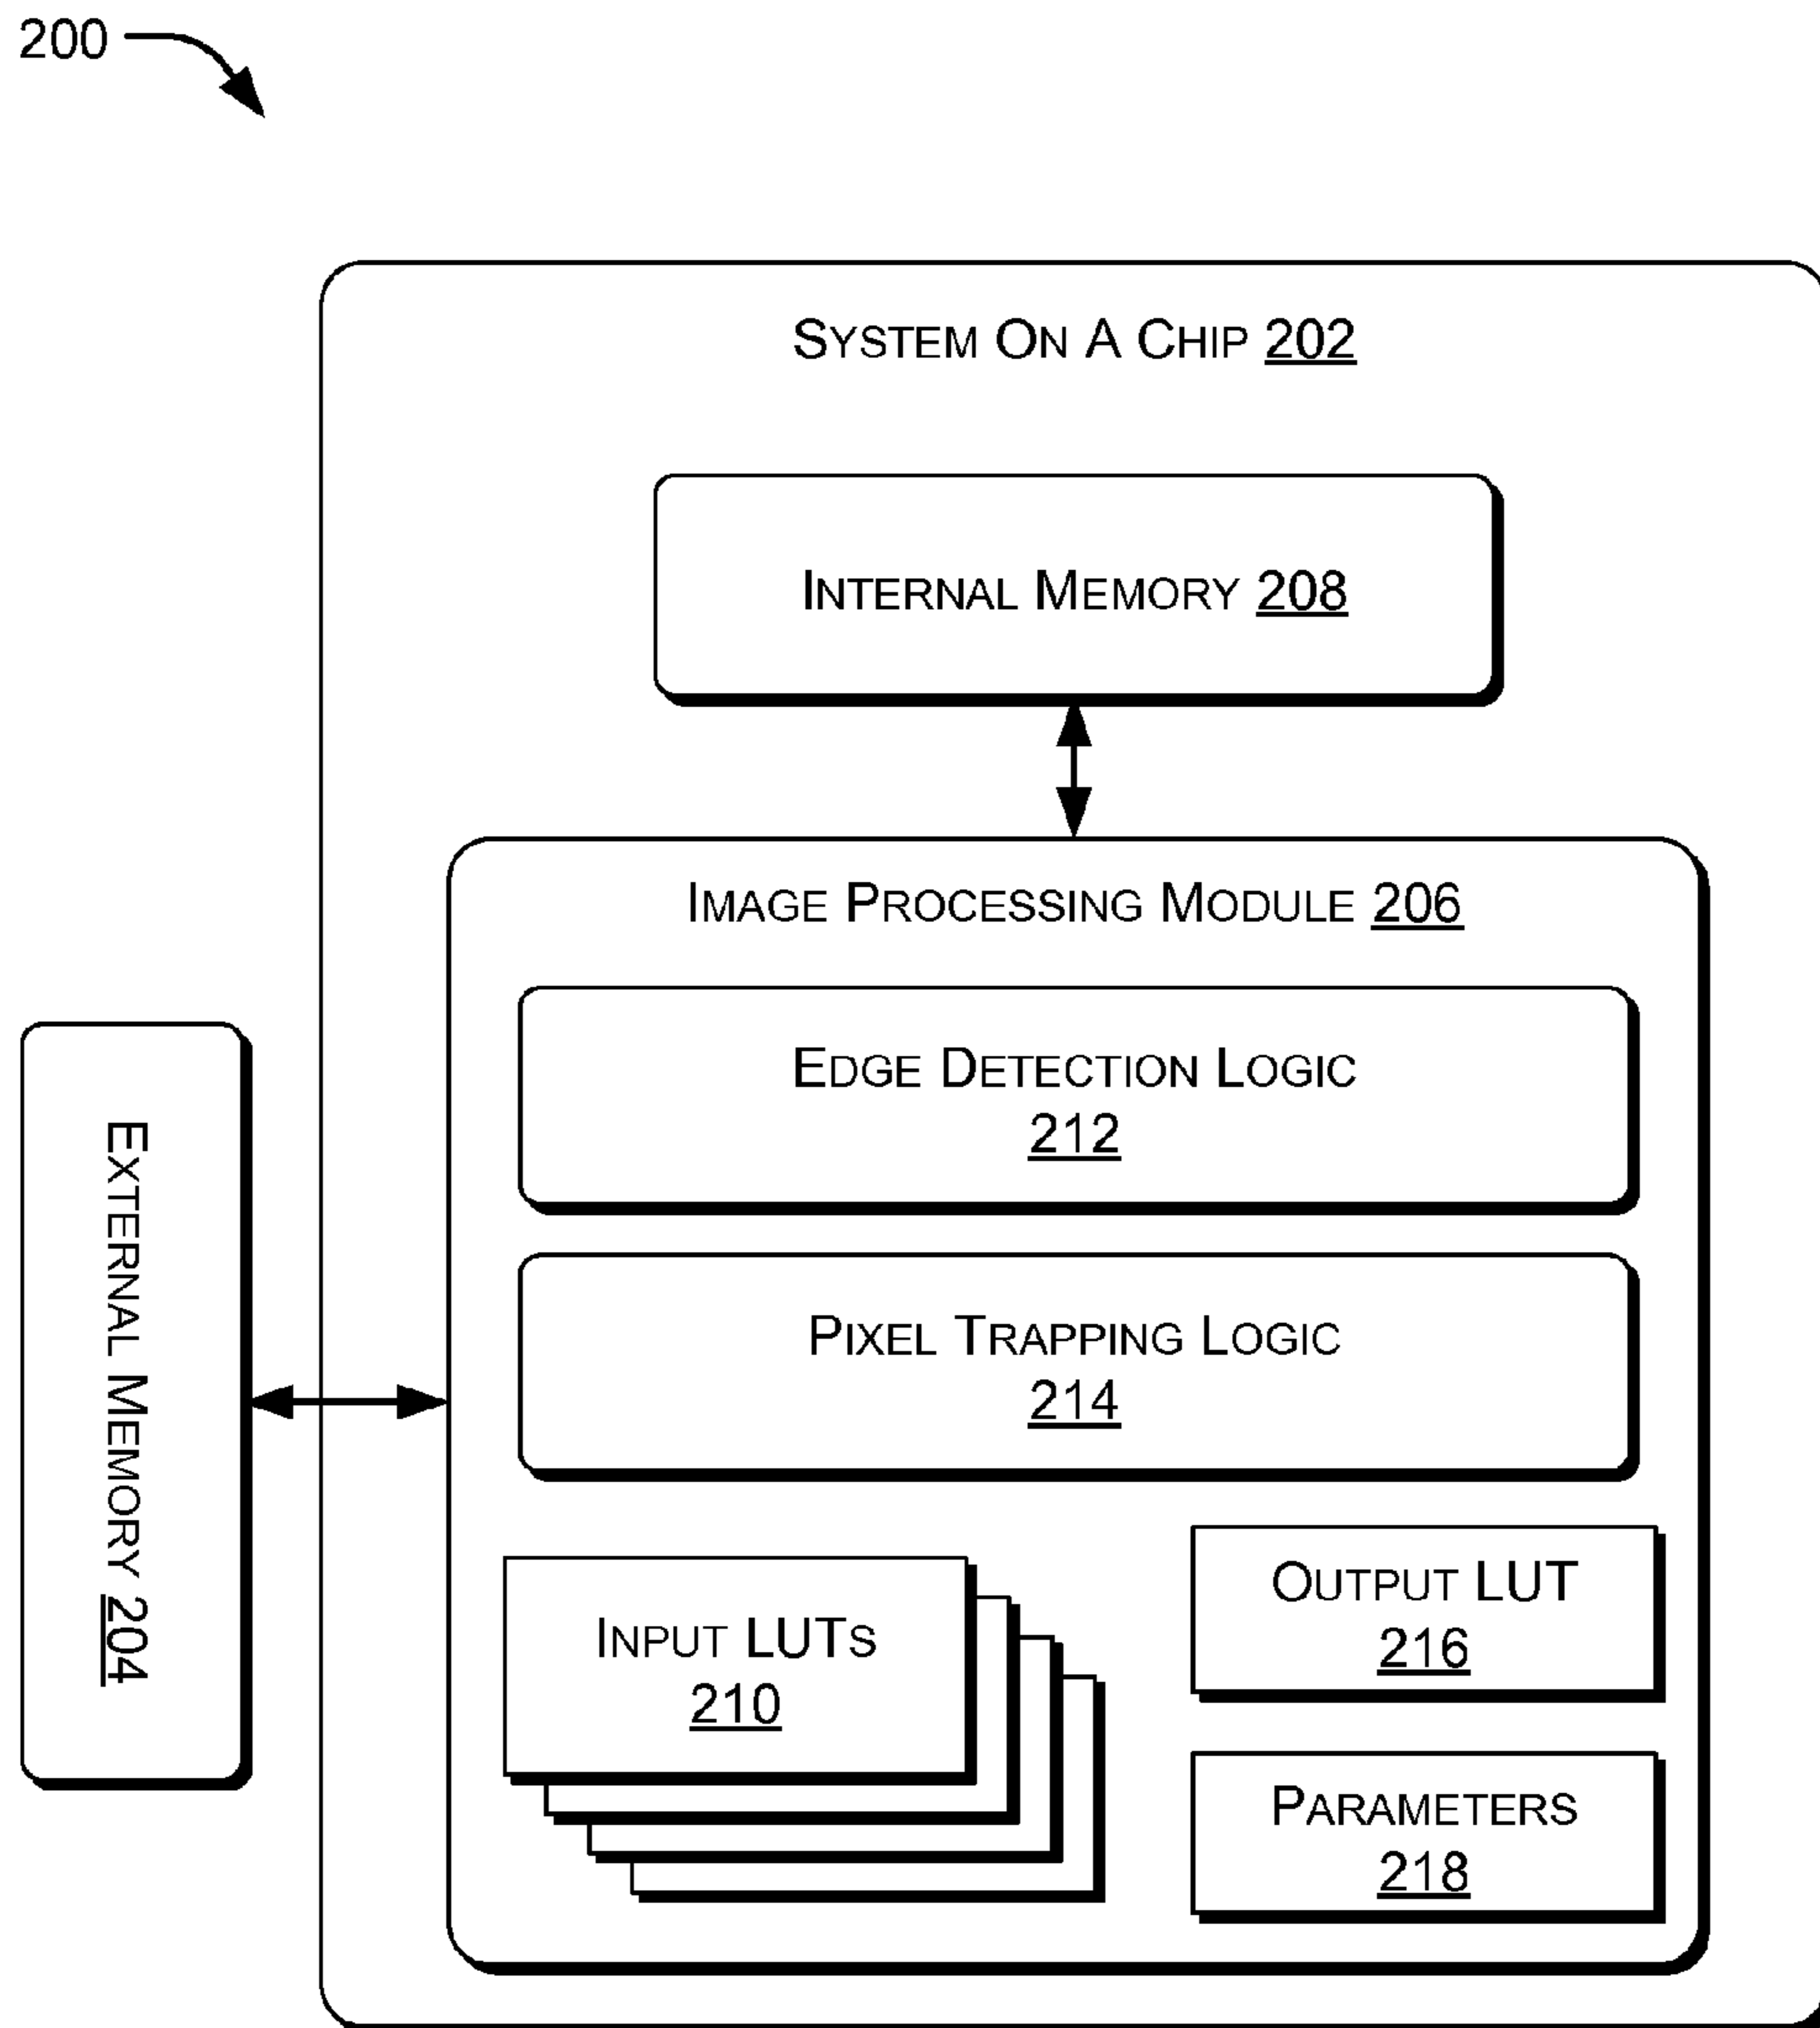 200
SYSTEM ON A CHIP 202
INTERNAL MEMORY 208
IMAGE PROCESSING MODULE 206
EDGE DETECTION LOGIC
212
PIXEL TRAPPING LOGIC
214
EXTERNAL MEMORY 204
INPUT LUTS
210
OUTPUT LUT
216
PARAMETERS
218